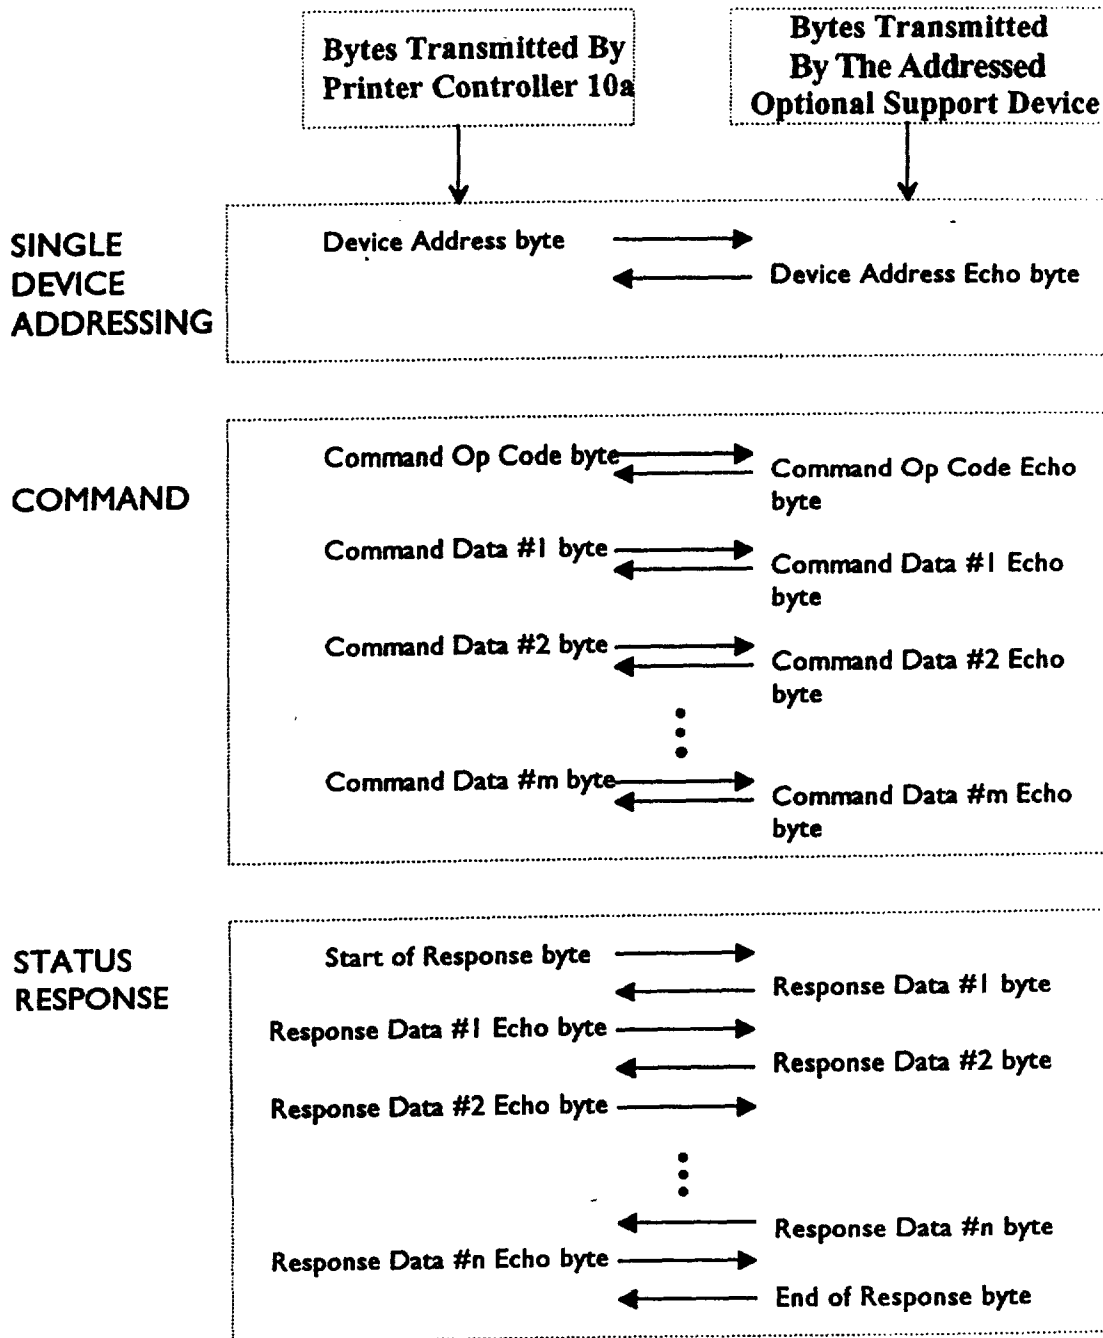 Bytes Transmitted By
Printer Controller 10a
Bytes Transmitted
By The Addressed
Optional Support Device
SINGLE
DEVICE
ADDRESSING
Device Address byte
Device Address Echo byte
COMMAND
Command Op Code byte
Command Op Code Echo
byte
Command Data #1 byte
Command Data #1 Echo
byte
Command Data #2 byte
Command Data #2 Echo
byte
Command Data #m byte
Command Data #m Echo
byte
STATUS
RESPONSE
Start of Response byte
Response Data #1 byte
Response Data #1 Echo byte
Response Data #2 byte
Response Data #2 Echo byte
Response Data #n byte
Response Data #n Echo byte
End of Response byte